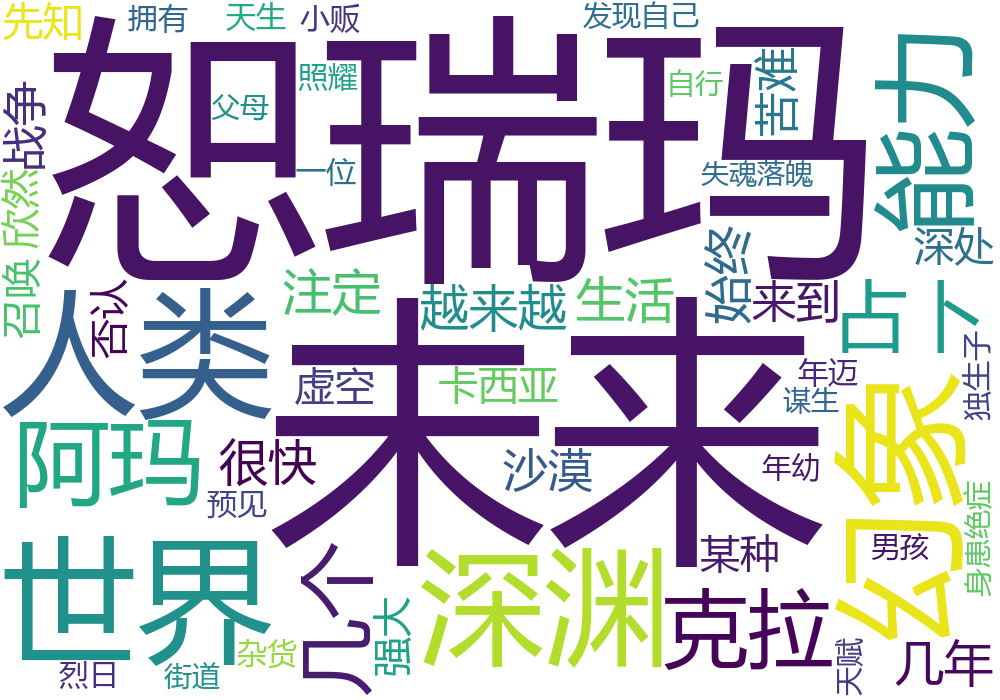 先知
拥有
天生
小贩
发现自己
恕瑞玛
照耀
父母
自行
苦难
能力
战争
一位
失魂落魄
欣然
深处
始终
召唤
否认
注定
越来越
生活
来到
占卜
人类
未来
虚空
卡西亚
年迈
谋生
独生子
幻象
阿玛
很快
沙漠
年幼
预见
身患绝症
世界
深渊
某种
男孩
几个
强大
克拉
杂货
天赋
几年
烈日
街道